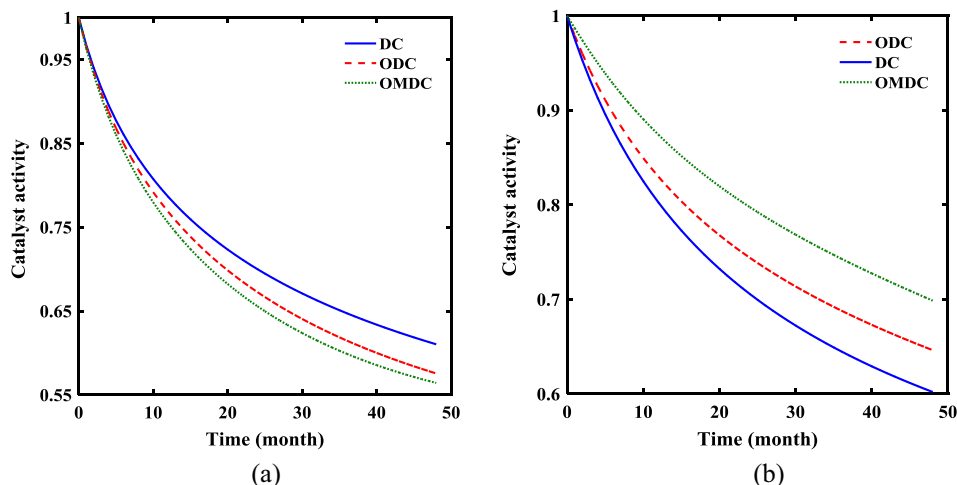 1
0.95
0.85
0.75
0.65
0.55
0
10
20
30
40
50
Catalyst activity
Time (month)
DC
ODC
OMDC
(a)
1
0.9
0.8
0.7
0.6
0
10
20
30
40
50
Catalyst activity
Time (month)
ODC
DC
OMDC
(b)